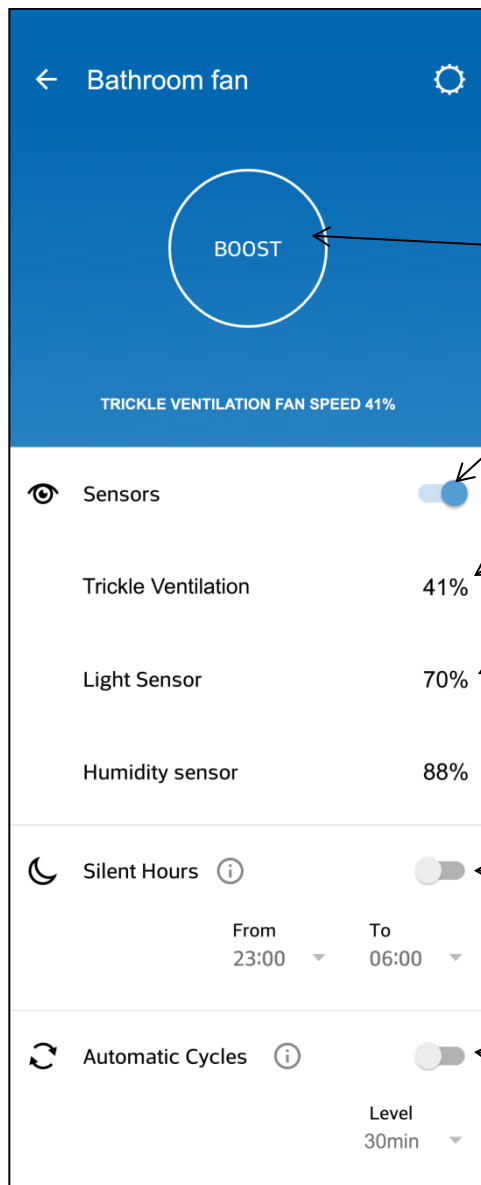 Bathroom fan
BOOST
TRICKLE VENTILATION FAN SPEED 41%
Sensors
Trickle Ventilation 41%
Light Sensor 70%
Humidity sensor 88%
Silent Hours
From To
23:00 06:00
Automatic Cycles
Level
30min